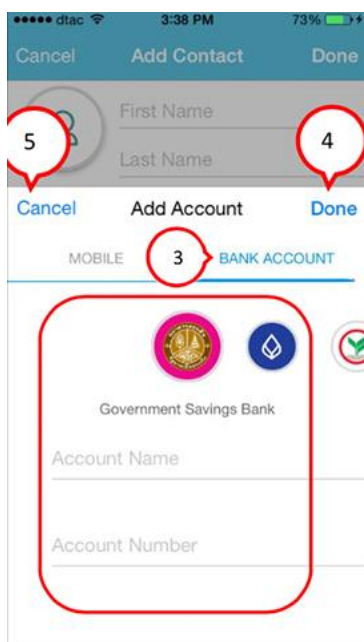 dtac 3:38 PM 73%
Cancel Add Contact Done
First Name
5 4
Last Name
Cancel Add Account Done
MOBILE 3 BANK ACCOUNT
Government Savings Bank
Account Name
Account Number